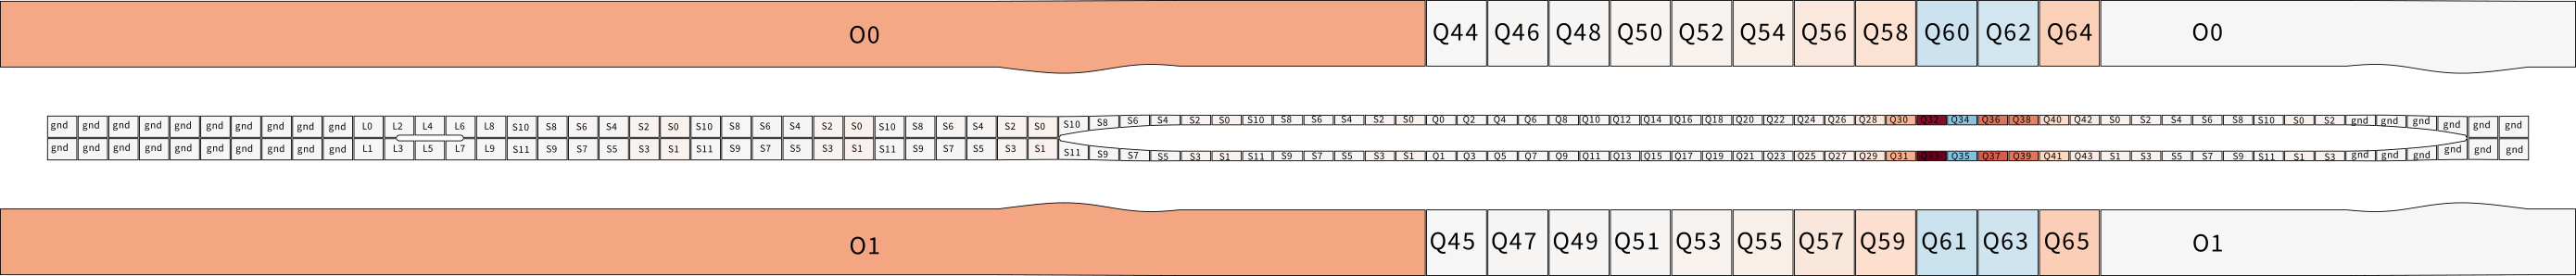 O0 Q44 Q46 Q48 Q50 Q52 Q54 Q56 Q58 Q60 Q62 Q64 O0
gnd gnd gnd gnd gnd gnd gnd gnd gnd gnd L0 L2 L4 L6 L8 S10 S8 S6 S4 S2 S0 S10 S8 S6 S4 S2 S0 S10 S8 S6 S4 S2 S0 S10 S8 S6 S4 S2 S0 S10 S8 S6 S4 S2 S0 Q0 Q2 Q4 Q6 Q8 Q10 Q12 Q14 Q16 Q18 Q20 Q22 Q24 Q26 Q28 Q30 Q32 Q34 Q36 Q38 Q40 Q42 S0 S2 S4 S6 S8 S10 S0 S2 gnd gnd gnd gnd gnd gnd
gnd gnd gnd gnd gnd gnd gnd gnd gnd gnd L1 L3 L5 L7 L9 S11 S9 S7 S5 S3 S1 S11 S9 S7 S5 S3 S1 S11 S9 S7 S5 S3 S1 S11 S9 S7 S5 S3 S1 S11 S9 S7 S5 S3 S1 Q1 Q3 Q5 Q7 Q9 Q11 Q13 Q15 Q17 Q19 Q21 Q23 Q25 Q27 Q29 Q31 Q33 Q35 Q37 Q39 Q41 Q43 S1 S3 S5 S7 S9 S11 S1 S3 gnd gnd gnd gnd gnd gnd
O1 Q45 Q47 Q49 Q51 Q53 Q55 Q57 Q59 Q61 Q63 Q65 O1